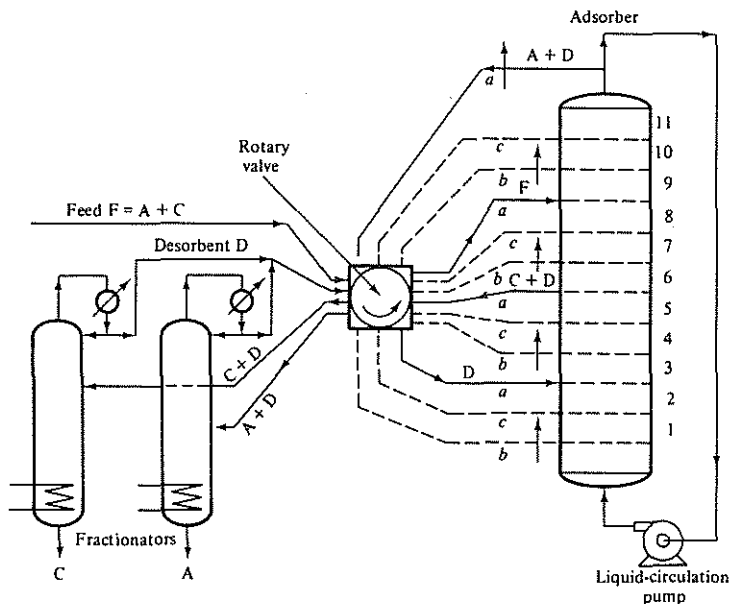 Adsorber
A + D
a
11
c
10
Rotary
valve
b
9
F
a
8
Feed F = A + C
7
c
Desorbent D
b
6
C + D
a
5
c
4
b
3
C + D
D
A + D
a
2
c
1
b
Fractionators
C
A
Liquid-circulation
pump